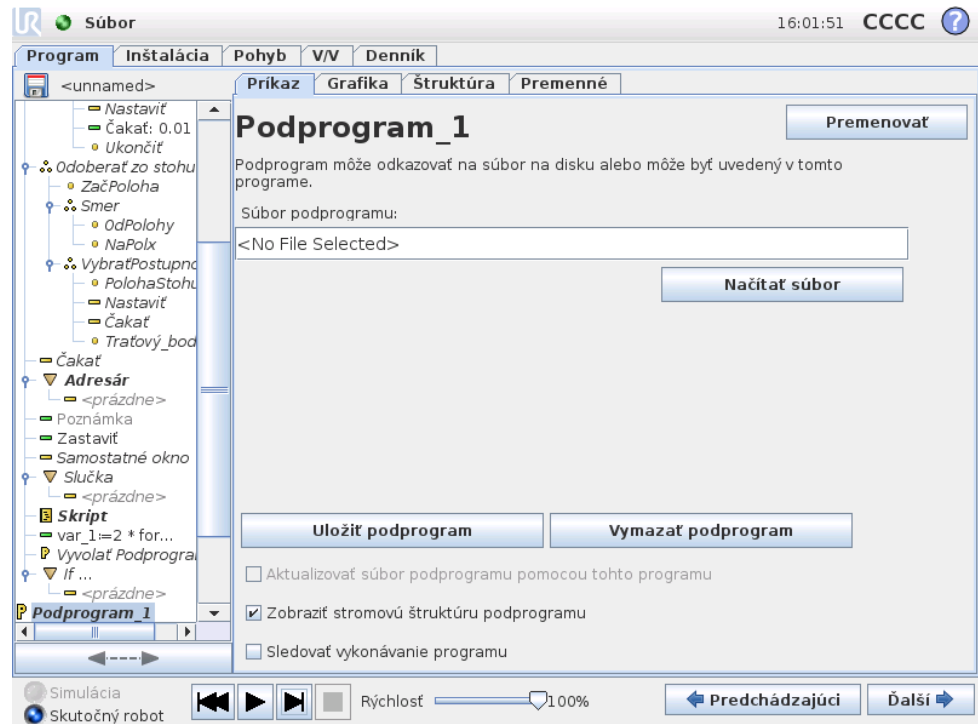 Súbor
16:01:51 CCCC ?
Program Inštalácia Pohyb V/V Denník
<unnamed>
Príkaz Grafika Štruktúra Premenné
Nastaviť
Čakať: 0.01
Ukončiť
Odoberať zo stohu
ZačPoloha
Smer
OdPolohy
NaPolx
VybraťPostupno
PolohaStohu
Nastaviť
Čakať
Traťový_bod
Čakať
Adresár
<prázdne>
Poznámka
Zastaviť
Samostatné okno
Slučka
<prázdne>
Skript
var_1:=2 * for...
Vyvolať Podprogra
If ...
<prázdne>
Podprogram_1
Podprogram_1
Premenovať
Podprogram môže odkazovať na súbor na disku alebo môže byť uvedený v tomto
programe.
Súbor podprogramu:
<No File Selected>
Načítať súbor
Uložiť podprogram Vymazať podprogram
Aktualizovať súbor podprogramu pomocou tohto programu
Zobraziť stromovú štruktúru podprogramu
Sledovať vykonávanie programu
Simulácia
Skutočný robot
Rýchlosť 100%
Predchádzajúci Ďalší